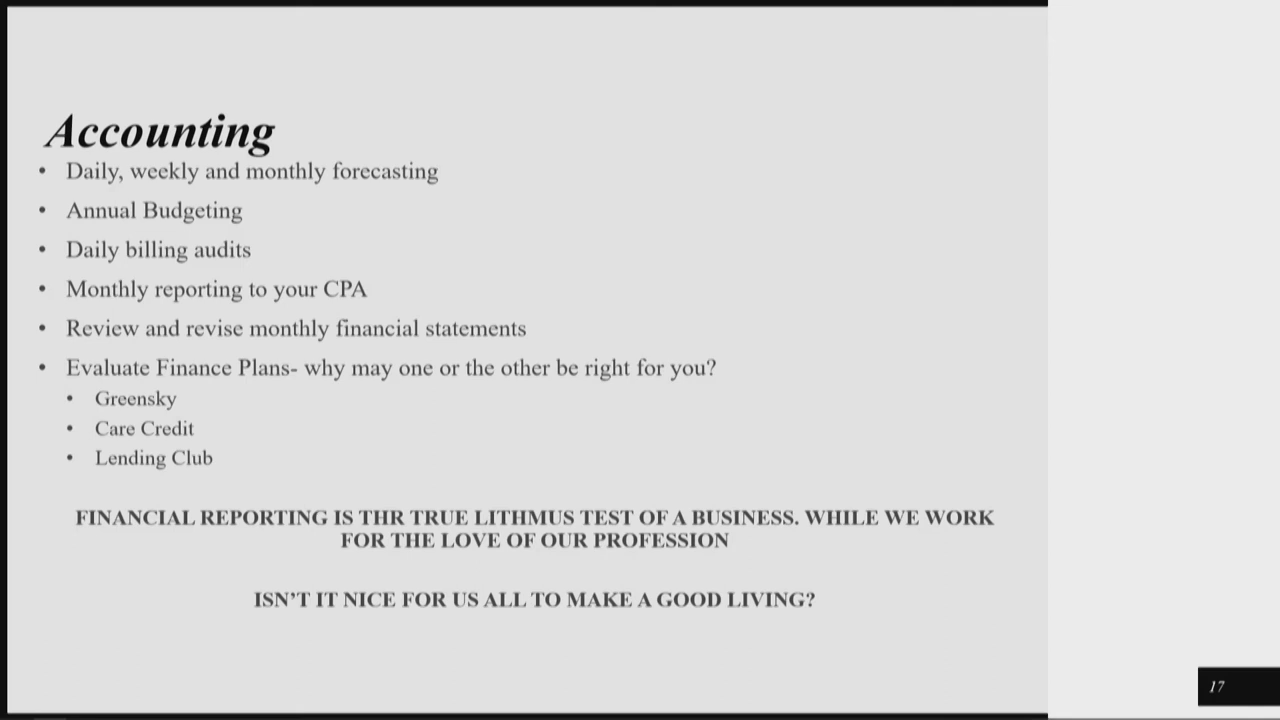 Accounting
• Daily, weekly and monthly forecasting
• Annual Budgeting
• Daily billing audits
• Monthly reporting to your CPA
• Review and revise monthly financial statements
• Evaluate Finance Plans- why may one or the other be right for you?
• Greensky
• Care Credit
• Lending Club
FINANCIAL REPORTING IS THR TRUE LITHMUS TEST OF A BUSINESS. WHILE WE WORK
FOR THE LOVE OF OUR PROFESSION
ISN’T IT NICE FOR US ALL TO MAKE A GOOD LIVING?
17